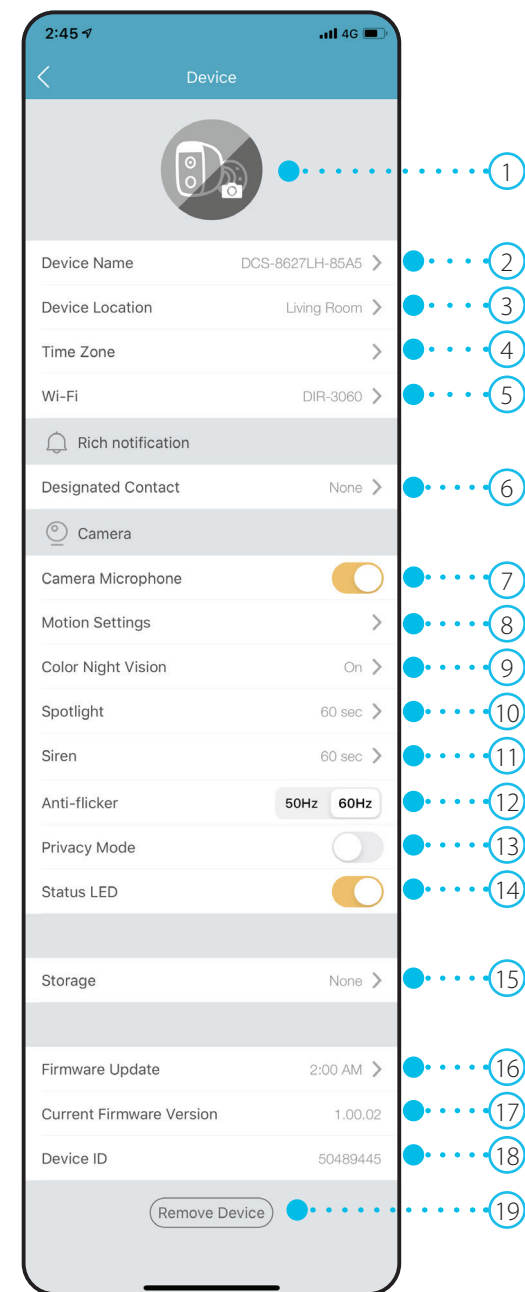 2:45 4G
Device
1
Device Name DCS-8627LH-85A5 2
Device Location Living Room 3
Time Zone 4
Wi-Fi DIR-3060 5
Rich notification
Designated Contact None 6
Camera
Camera Microphone 7
Motion Settings 8
Color Night Vision On 9
Spotlight 60 sec 10
Siren 60 sec 11
Anti-flicker 50Hz 60Hz 12
Privacy Mode 13
Status LED 14
Storage None 15
Firmware Update 2:00 AM 16
Current Firmware Version 1.00.02 17
Device ID 50489445 18
Remove Device 19